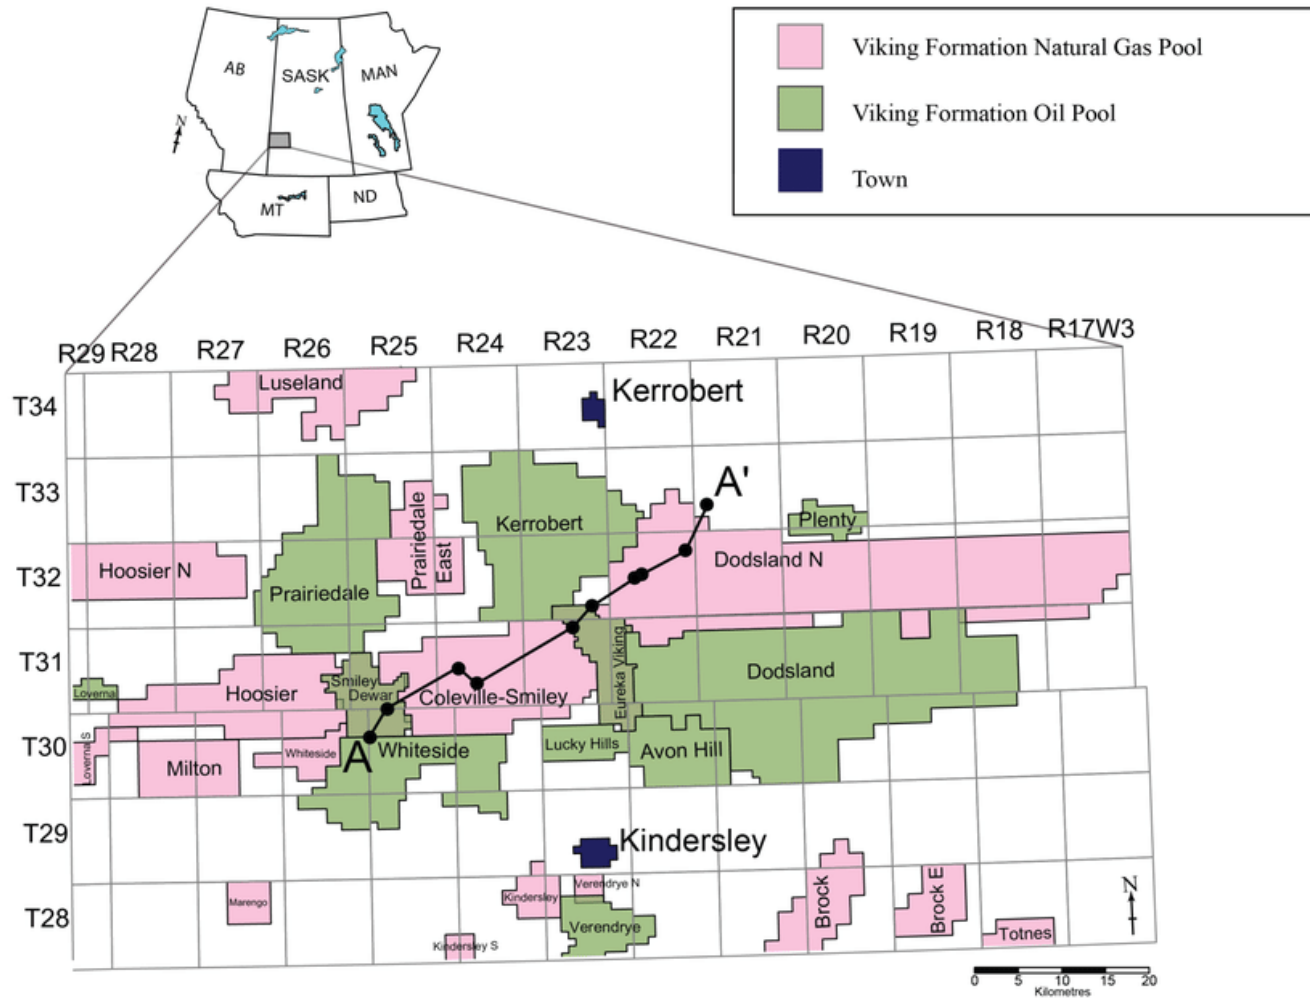 AB
SASK
MAN
N
MT
ND
Viking Formation Natural Gas Pool
Viking Formation Oil Pool
Town
R29 R28 R27 R26 R25 R24 R23 R22 R21 R20 R19 R18 R17W3
T34
Luseland
Kerrobert
T33
Prairiedale East
Kerrobert
A'
Plenty
T32
Hoosier N
Prairiedale
Dodsland N
T31
Loverna
Hoosier
Smiley
Dewar
Coleville-Smiley
Eureka Viking
Dodsland
T30
Loverna S
Milton
Whiteside
A
Whiteside
Lucky Hills
Avon Hill
T29
Kindersley
T28
Marengo
Kindersley S
Kindersley
Verendrye N
Verendrye
Brock
Brock E
Totnes
N
0 5 10 15 20
Kilometres